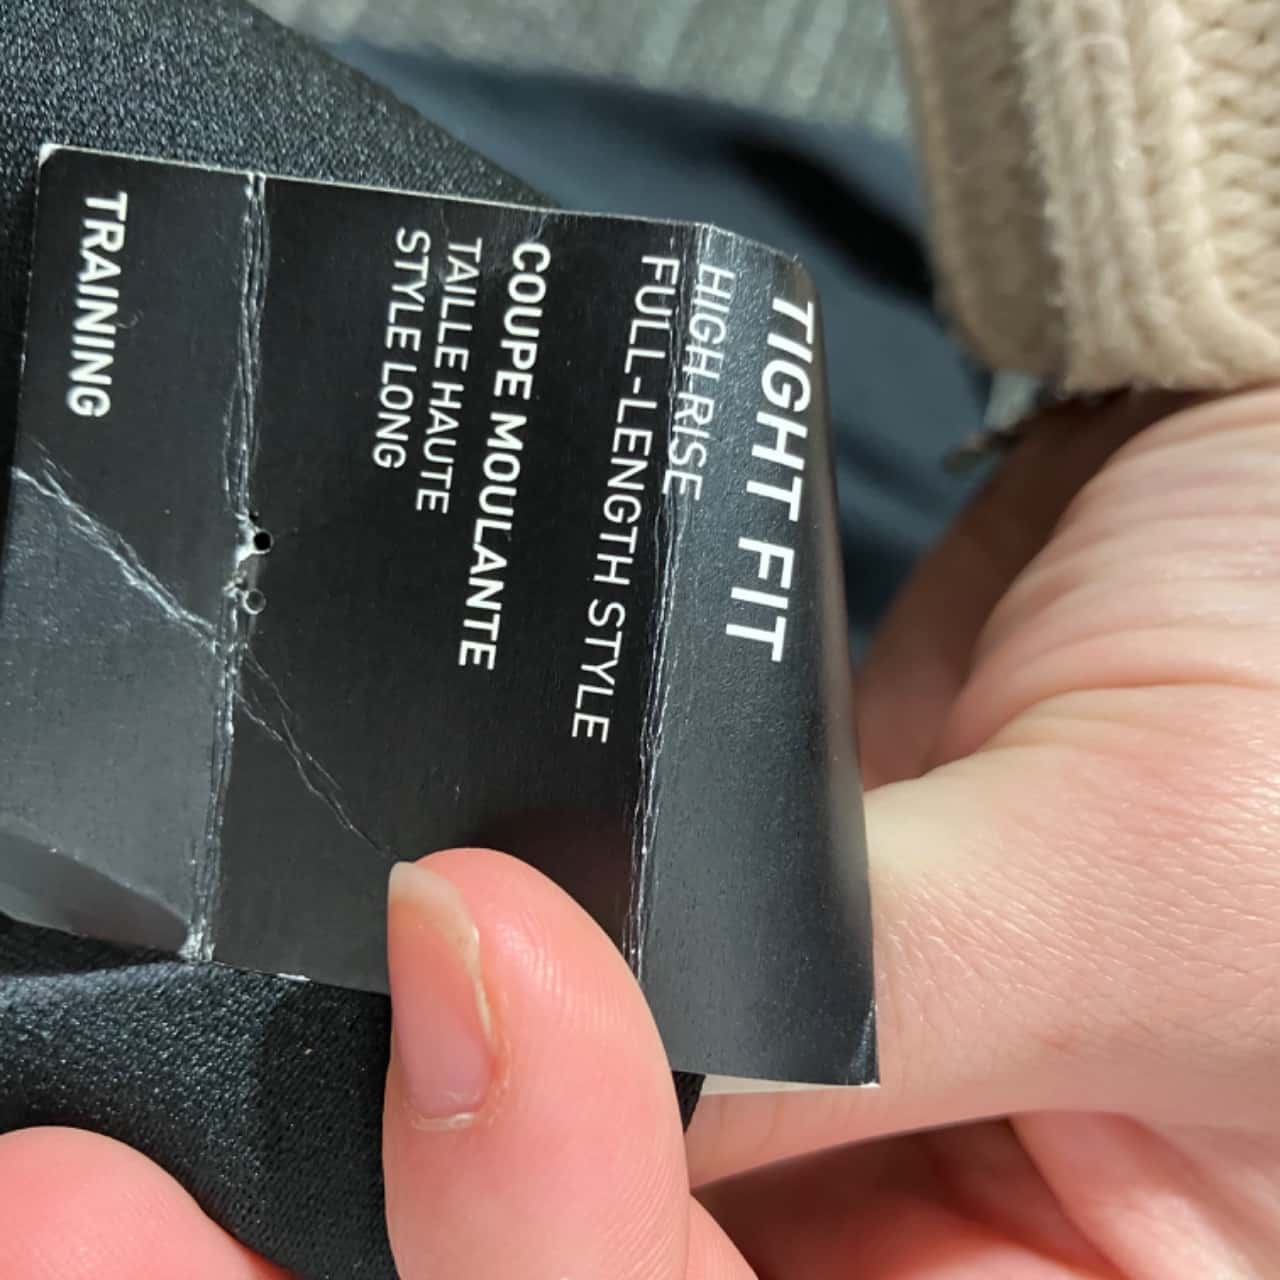 TIGHT FIT
HIGH RISE
FULL-LENGTH STYLE
COUPE MOULANTE
TAILLE HAUTE
STYLE LONG
TRAINING